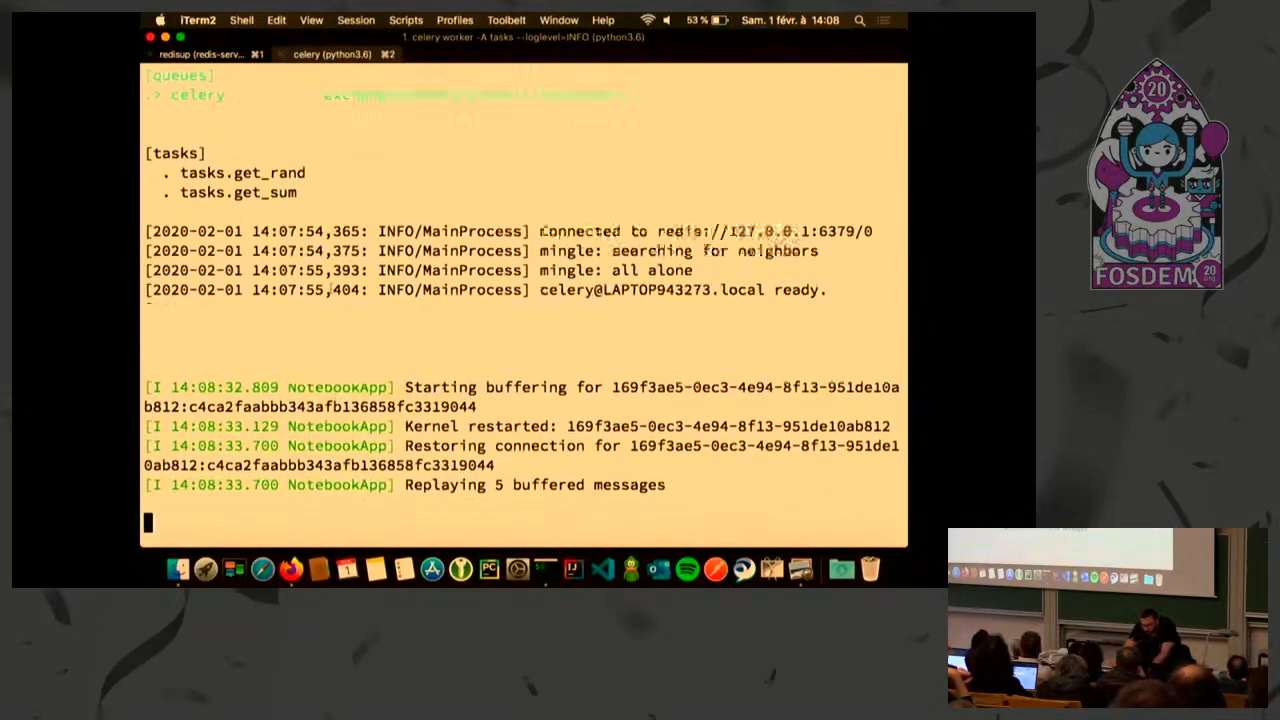 iTerm2 Shell Edit View Session Scripts Profiles Toolbelt Window Help 53 % Sam. 1 févr. à 14:08
1. celery worker -A tasks --loglevel=INFO (python3.6)
redisup (redis-serv... ⌘1 celery (python3.6) ⌘2
[queues]
.> celery
[tasks]
. tasks.get_rand
. tasks.get_sum
[2020-02-01 14:07:54,365: INFO/MainProcess] Connected to redis://127.0.0.1:6379/0
[2020-02-01 14:07:54,375: INFO/MainProcess] mingle: searching for neighbors
[2020-02-01 14:07:55,393: INFO/MainProcess] mingle: all alone
[2020-02-01 14:07:55,404: INFO/MainProcess] celery@LAPTOP943273.local ready.
[I 14:08:32.809 NotebookApp] Starting buffering for 169f3ae5-0ec3-4e94-8f13-951de10a
b812:c4ca2faabbb343afb136858fc3319044
[I 14:08:33.129 NotebookApp] Kernel restarted: 169f3ae5-0ec3-4e94-8f13-951de10ab812
[I 14:08:33.700 NotebookApp] Restoring connection for 169f3ae5-0ec3-4e94-8f13-951de1
0ab812:c4ca2faabbb343afb136858fc3319044
[I 14:08:33.700 NotebookApp] Replaying 5 buffered messages
20
FOSDEM 20
.org